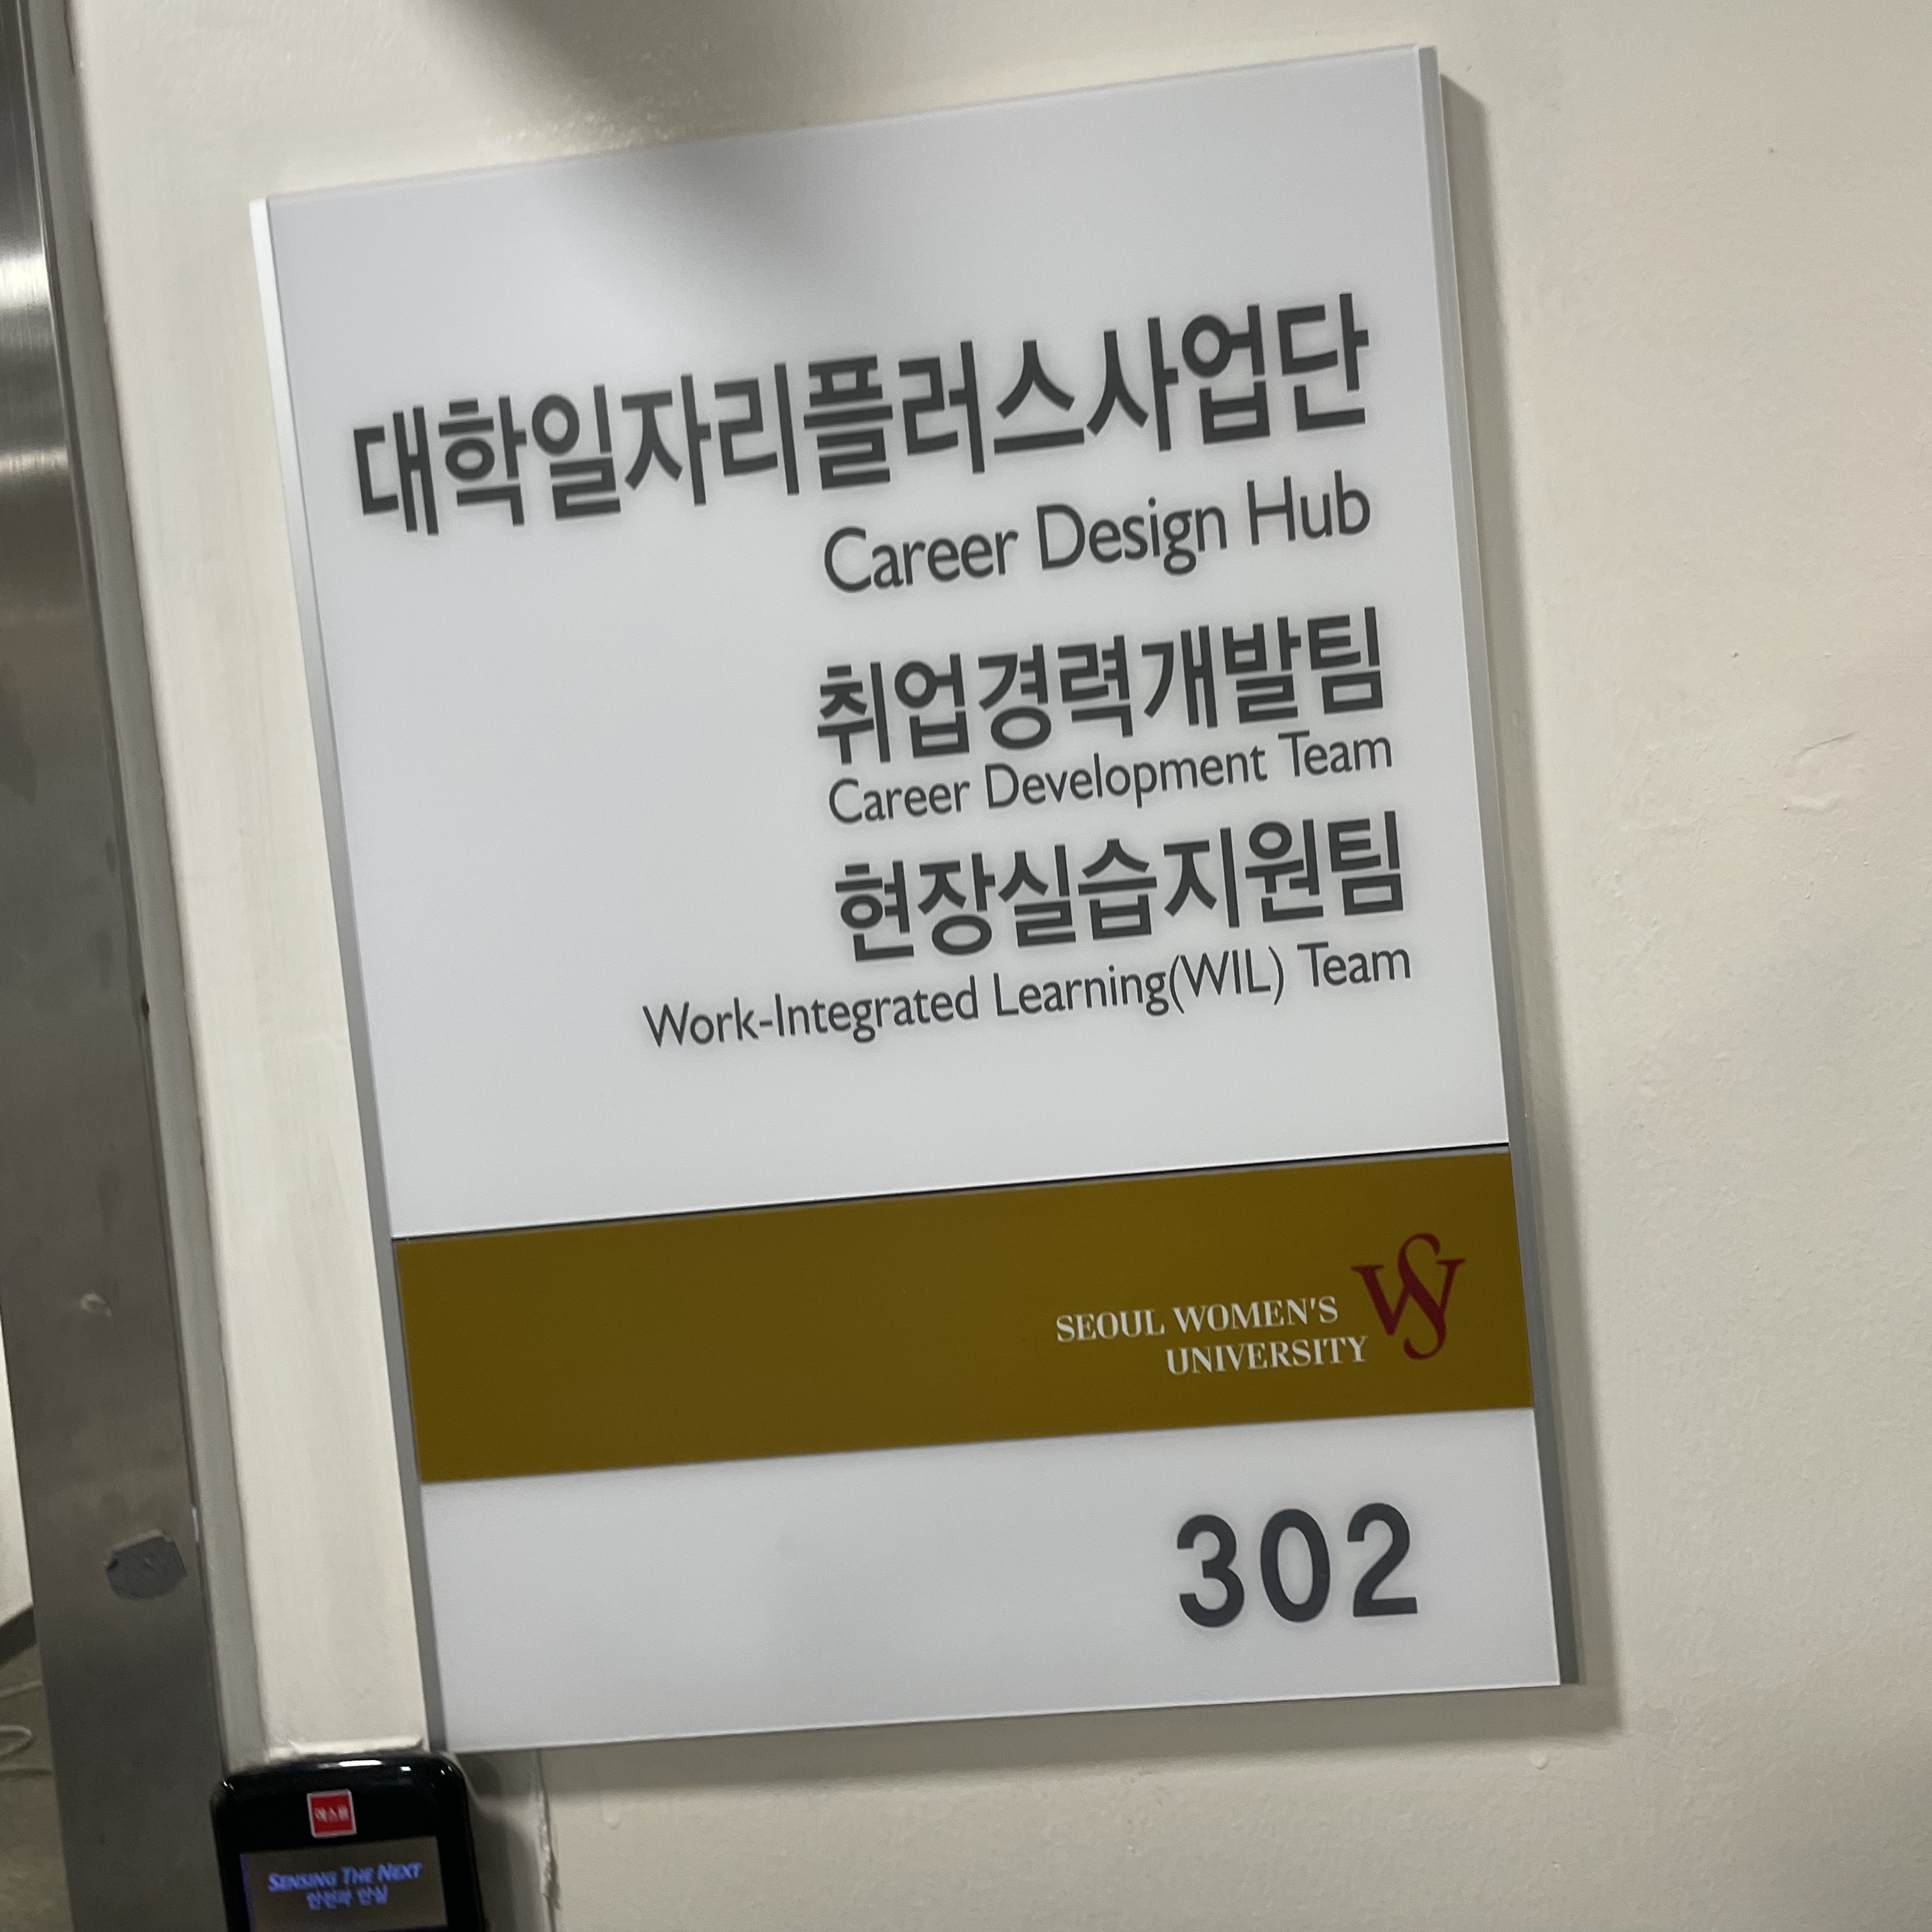 대학일자리플러스사업단
Career Design Hub
취업경력개발팀
Career Development Team
현장실습지원팀
Work-Integrated Learning(WIL) Team
SEOUL WOMEN'S
UNIVERSITY
302
에스원
SENSING THE NEXT
안전과 안심